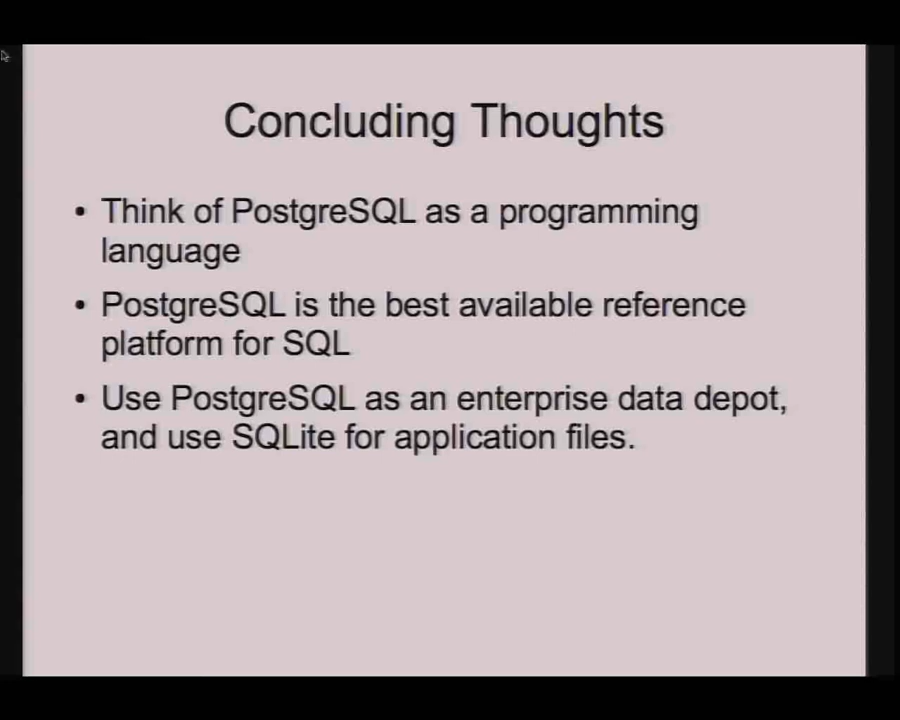 Concluding Thoughts
• Think of PostgreSQL as a programming
language
• PostgreSQL is the best available reference
platform for SQL
• Use PostgreSQL as an enterprise data depot,
and use SQLite for application files.